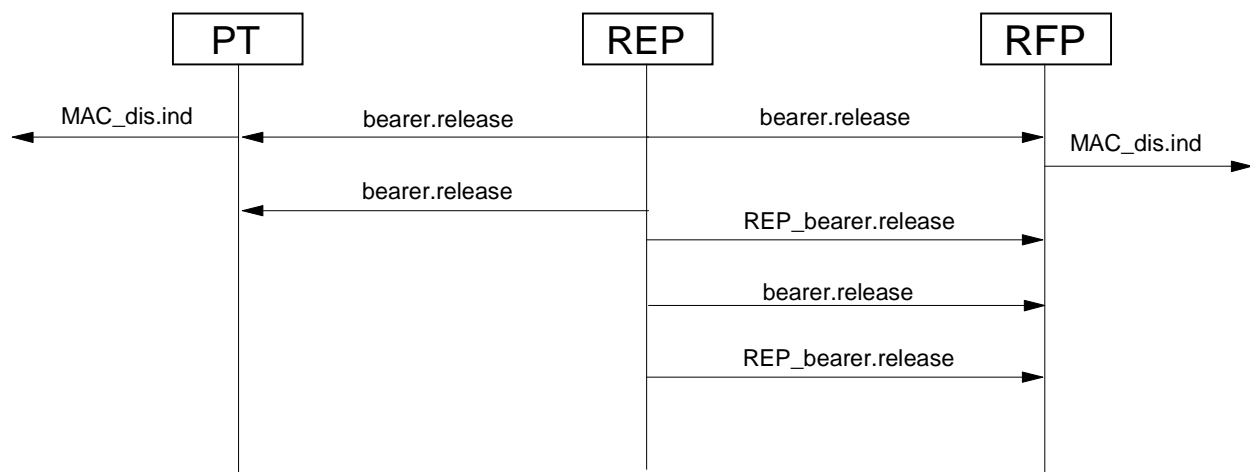 PT
REP
RFP
MAC_dis.ind
bearer.release
bearer.release
MAC_dis.ind
bearer.release
REP_bearer.release
bearer.release
REP_bearer.release